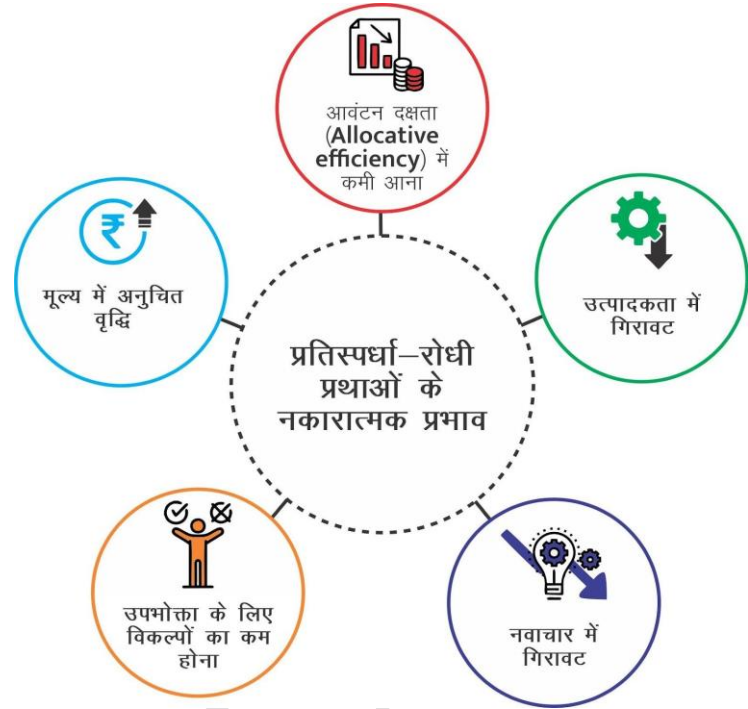 आवंटन दक्षता
(Allocative
efficiency) में
कमी आना
मूल्य में अनुचित
वृद्धि
उत्पादकता में
गिरावट
प्रतिस्पर्धा–रोधी
प्रथाओं के
नकारात्मक प्रभाव
उपभोक्ता के लिए
विकल्पों का कम
होना
नवाचार में
गिरावट